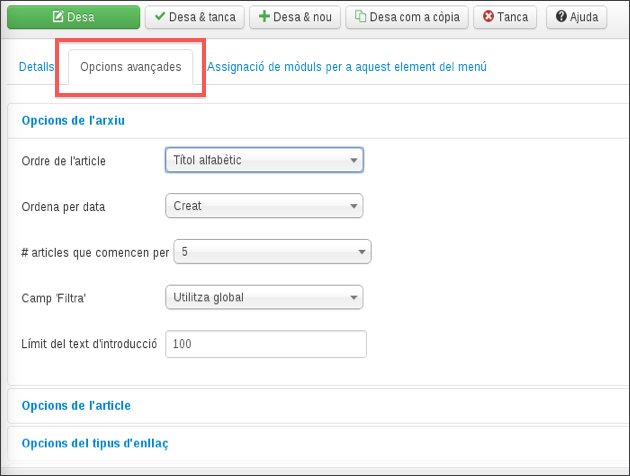 Desa Desa & tanca Desa & nou Desa com a còpia Tanca Ajuda
Detalls Opcions avançades Assignació de mòduls per a aquest element del menú
Opcions de l'arxiu
Ordre de l'article Títol alfabètic
Ordena per data Creat
# articles que comencen per 5
Camp 'Filtra' Utilitza global
Límit del text d'introducció 100
Opcions de l'article
Opcions del tipus d'enllaç